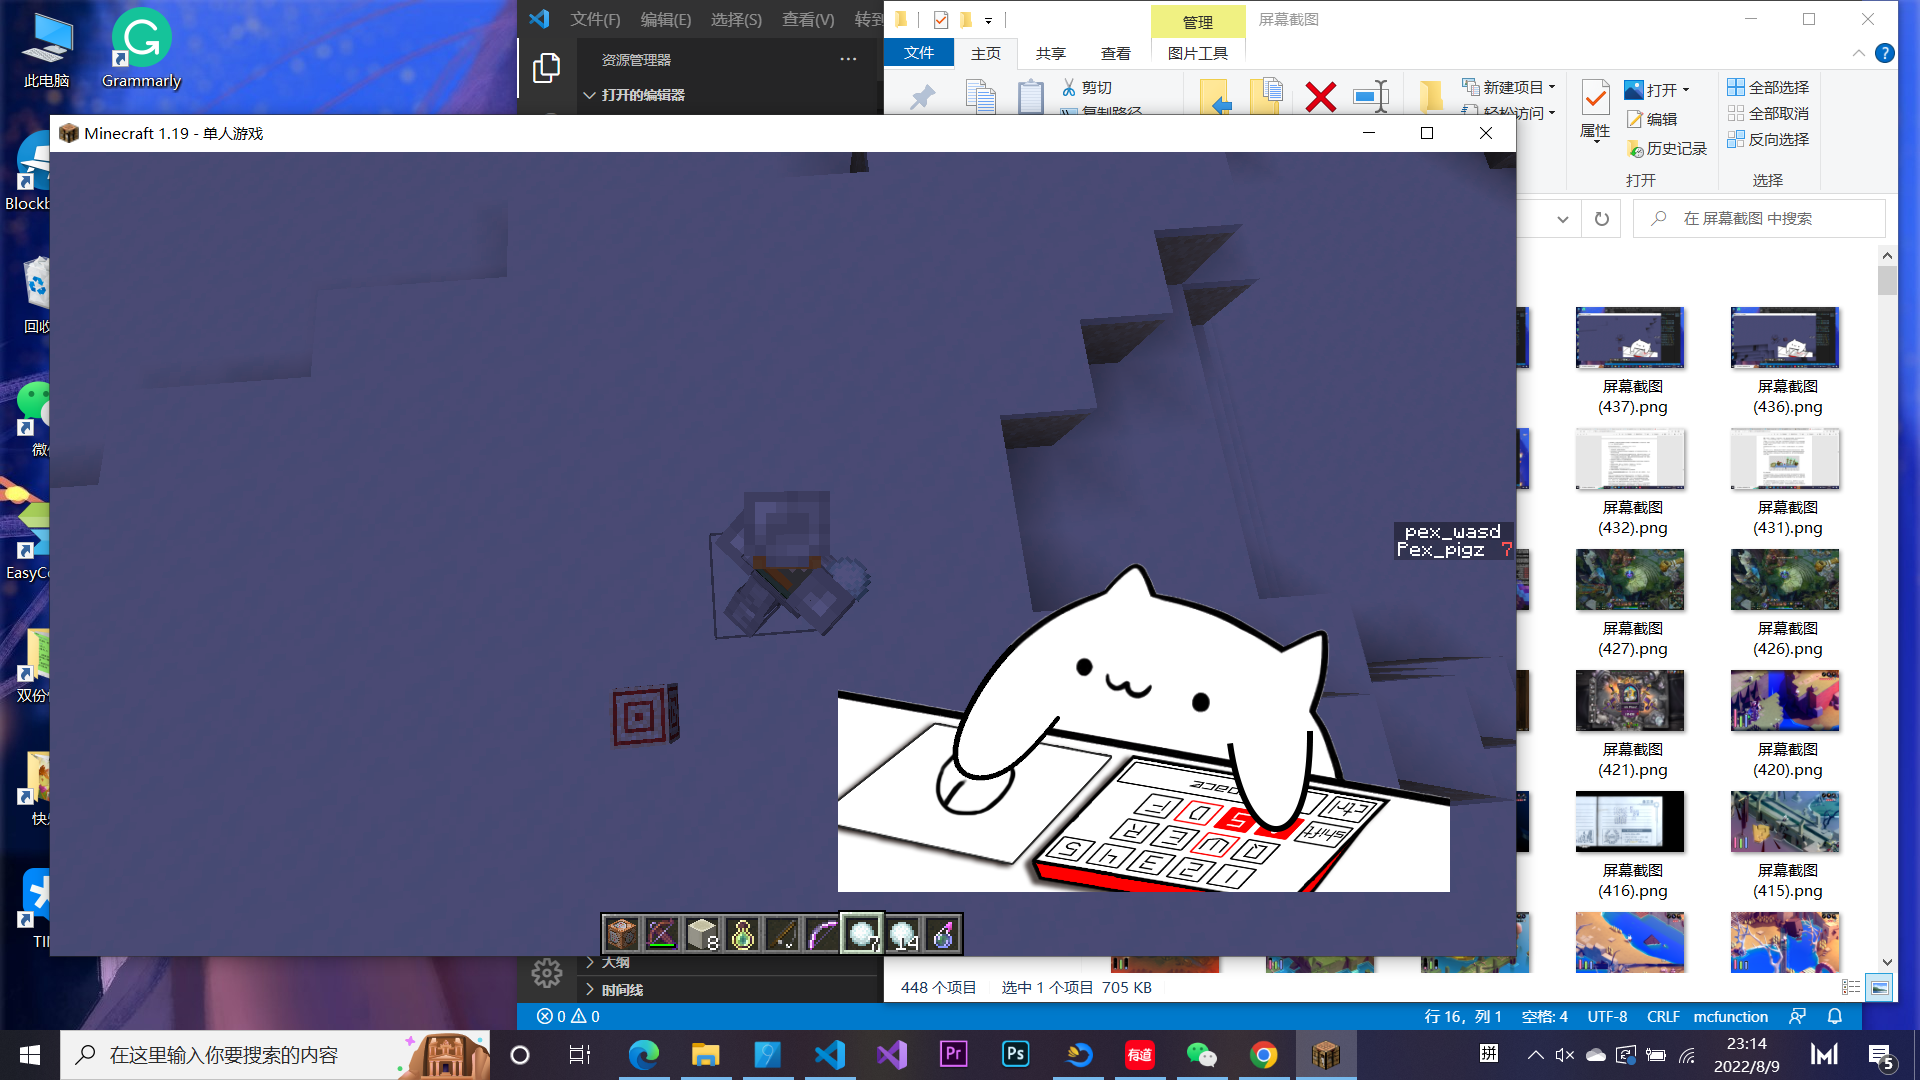 此电脑
Grammarly
回收
EasyCo
双份
快
TI
文件(F) 编辑(E) 选择(S) 查看(V) 转到
资源管理器
打开的编辑器
管理
屏幕截图
文件
主页
共享
查看
图片工具
剪切
复制路径
新建项目
轻松访问
属性
打开
编辑
历史记录
打开
全部选择
全部取消
反向选择
选择
在 屏幕截图 中搜索
Minecraft 1.19 - 单人游戏
屏幕截图
(437).png
屏幕截图
(436).png
屏幕截图
(432).png
屏幕截图
(431).png
屏幕截图
(427).png
屏幕截图
(426).png
屏幕截图
(421).png
屏幕截图
(420).png
屏幕截图
(416).png
屏幕截图
(415).png
pex_wasd
Pex_pigz 7
8
7
14
大纲
时间线
448 个项目 选中 1 个项目 705 KB
0 0
行 16，列 1 空格: 4 UTF-8 CRLF mcfunction
在这里输入你要搜索的内容
Pr
Ps
有道
拼
23:14
2022/8/9
5